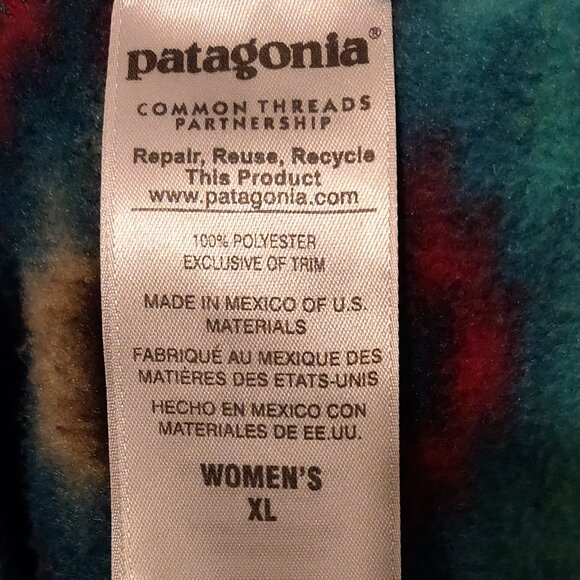 patagonia®
COMMON THREADS
PARTNERSHIP
Repair, Reuse, Recycle
This Product
www.patagonia.com
100% POLYESTER
EXCLUSIVE OF TRIM
MADE IN MEXICO OF U.S.
MATERIALS
FABRIQUÉ AU MEXIQUE DES
MATIÈRES DES ETATS-UNIS
HECHO EN MEXICO CON
MATERIALES DE EE.UU.
WOMEN'S
XL